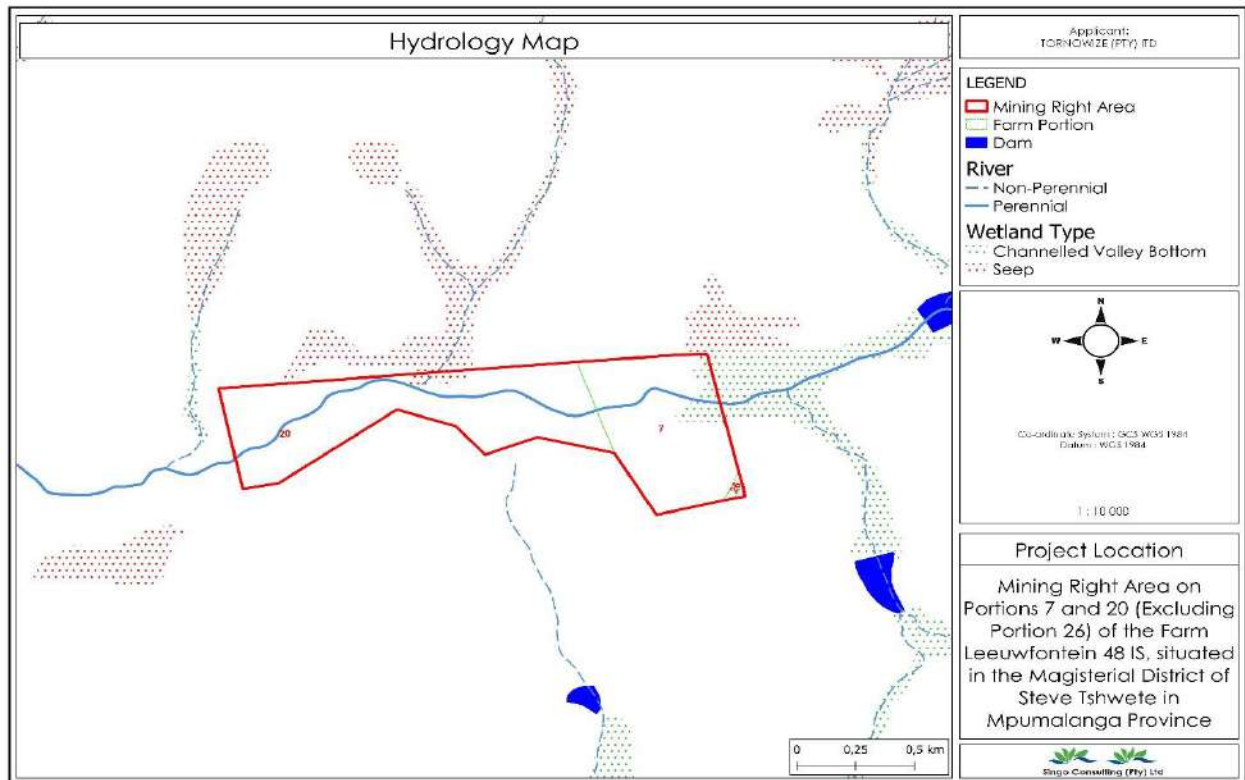 Hydrology Map
20
7
26
0 0,25 0,5 km
Applicant:
TORNOWIZE (PTY) lTD
LEGEND
Mining Right Area
Farm Portion
Dam
River
Non-Perennial
Perennial
Wetland Type
Channelled Valley Bottom
Seep
N
W E
S
Co-ordinate System : GCS WGS 1984
Datum : WGS 1984
1 : 10 000
Project Location
Mining Right Area on
Portions 7 and 20 (Excluding
Portion 26) of the Farm
Leeuwfontein 48 IS, situated
in the Magisterial District of
Steve Tshwete in
Mpumalanga Province
Singo Consulting (Pty) Ltd